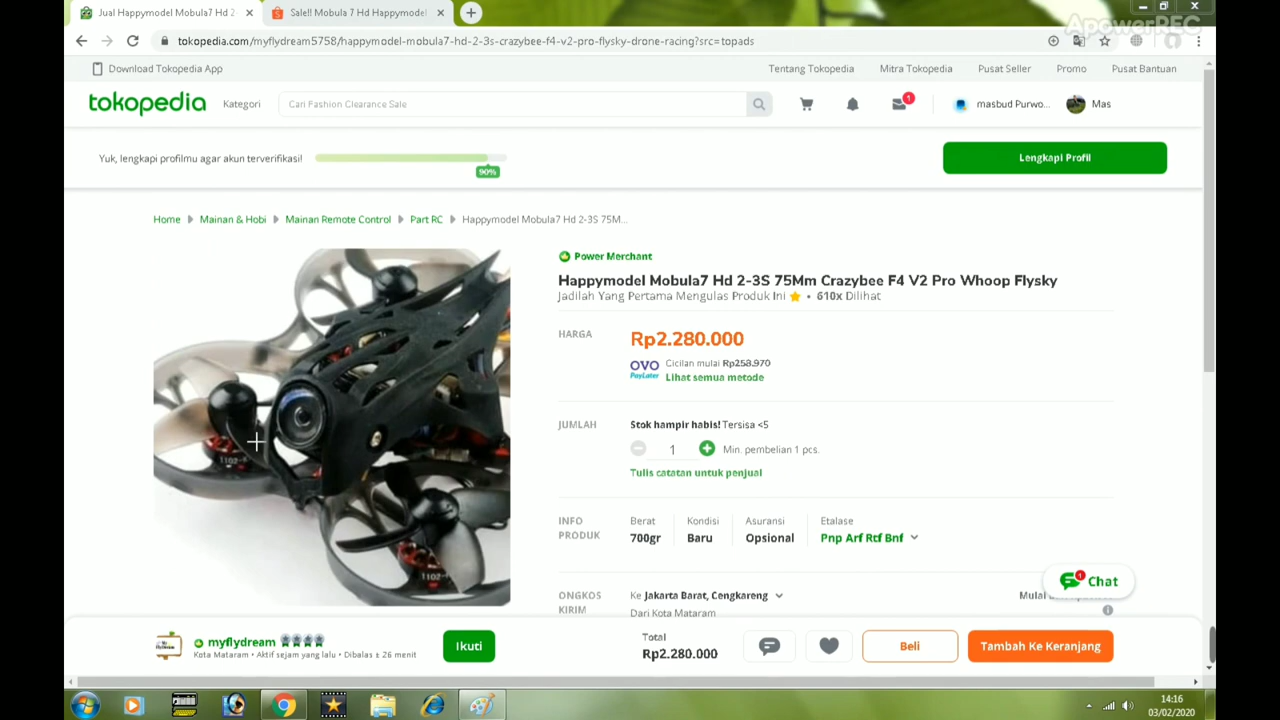 Jual Happymodel Mobula7 Hd 2
Sale!! Mobula 7 Hd Happymodel
ApowerREC
tokopedia.com/myflydream5758/happymodel-mobula7-hd-2-3s-crazybee-f4-v2-pro-flysky-drone-racing?src=topads
Download Tokopedia App
Tentang Tokopedia
Mitra Tokopedia
Pusat Seller
Promo
Pusat Bantuan
tokopedia
Kategori
Cari Fashion Clearance Sale
1
masbud Purwo...
Mas
Yuk, lengkapi profilmu agar akun terverifikasi!
90%
Lengkapi Profil
Home
Mainan & Hobi
Mainan Remote Control
Part RC
Happymodel Mobula7 Hd 2-3S 75M...
Power Merchant
Happymodel Mobula7 Hd 2-3S 75Mm Crazybee F4 V2 Pro Whoop Flysky
Jadilah Yang Pertama Mengulas Produk Ini ⭐ • 610x Dilihat
HARGA
Rp2.280.000
OVO PayLater
Cicilan mulai Rp253.970
Lihat semua metode
JUMLAH
Stok hampir habis! Tersisa <5
1
Min. pembelian 1 pcs.
Tulis catatan untuk penjual
INFO PRODUK
Berat
700gr
Kondisi
Baru
Asuransi
Opsional
Etalase
Pnp Arf Rtf Bnf
1102
1102
ONGKOS KIRIM
Ke Jakarta Barat, Cengkareng
Dari Kota Mataram
Mulai
1
Chat
myflydream
Kota Mataram • Aktif sejam yang lalu • Dibalas ± 26 menit
Ikuti
Total
Rp2.280.000
Beli
Tambah Ke Keranjang
14:16
03/02/2020